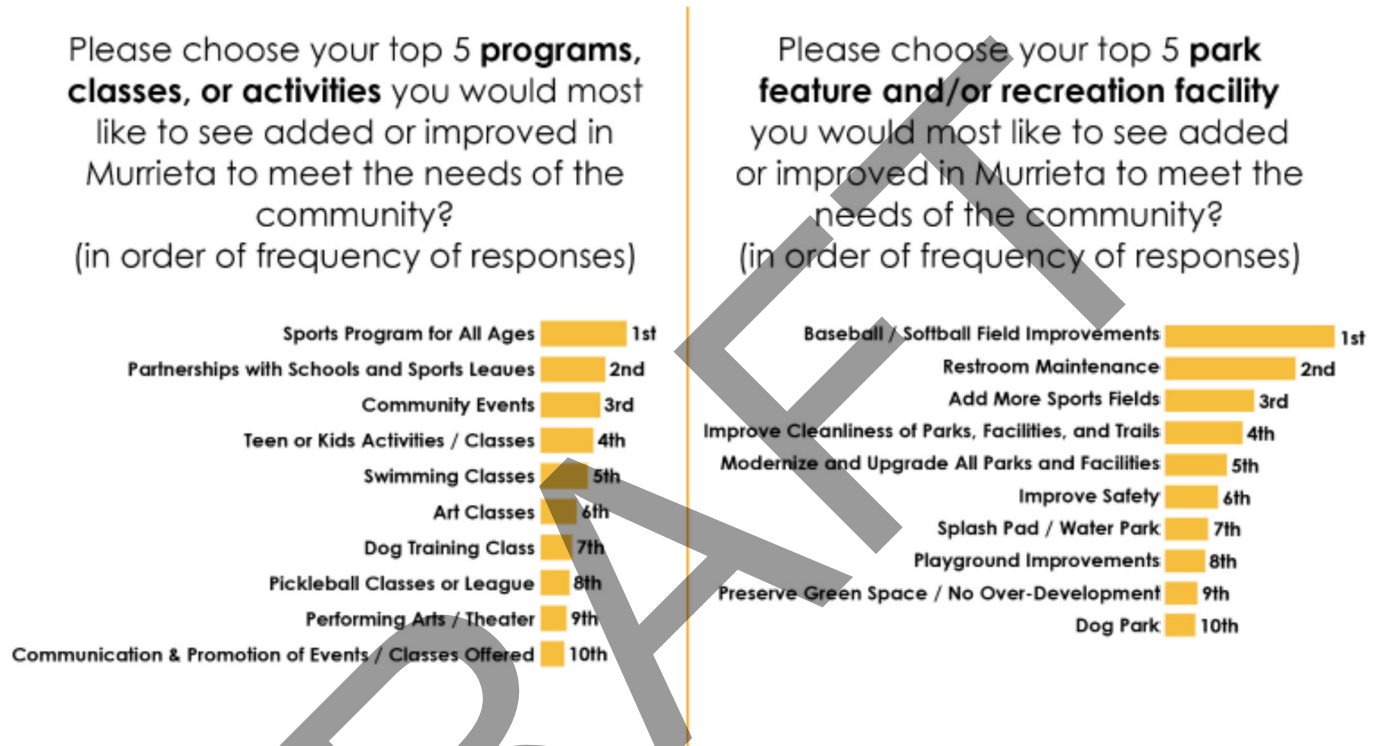 Please choose your top 5 programs,
classes, or activities you would most
like to see added or improved in
Murrieta to meet the needs of the
community?
(in order of frequency of responses)
Sports Program for All Ages 1st
Partnerships with Schools and Sports Leaues 2nd
Community Events 3rd
Teen or Kids Activities / Classes 4th
Swimming Classes 5th
Art Classes 6th
Dog Training Class 7th
Pickleball Classes or League 8th
Performing Arts / Theater 9th
Communication & Promotion of Events / Classes Offered 10th
Please choose your top 5 park
feature and/or recreation facility
you would most like to see added
or improved in Murrieta to meet the
needs of the community?
(in order of frequency of responses)
Baseball / Softball Field Improvements 1st
Restroom Maintenance 2nd
Add More Sports Fields 3rd
Improve Cleanliness of Parks, Facilities, and Trails 4th
Modernize and Upgrade All Parks and Facilities 5th
Improve Safety 6th
Splash Pad / Water Park 7th
Playground Improvements 8th
Preserve Green Space / No Over-Development 9th
Dog Park 10th
RAFT